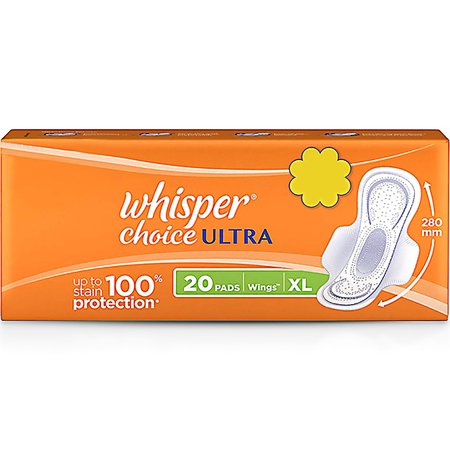 whisper®
choice ULTRA
up to 100%
stain
protection*
20 PADS Wings™ XL
280
mm